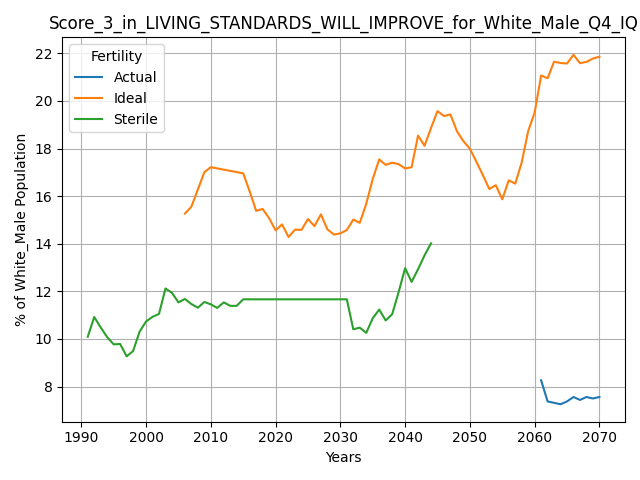 Score_3_in_LIVING_STANDARDS_WILL_IMPROVE_for_White_Male_Q4_IQ
Fertility
Actual
Ideal
Sterile
% of White_Male Population
22
20
18
16
14
12
10
8
1990 2000 2010 2020 2030 2040 2050 2060 2070
Years